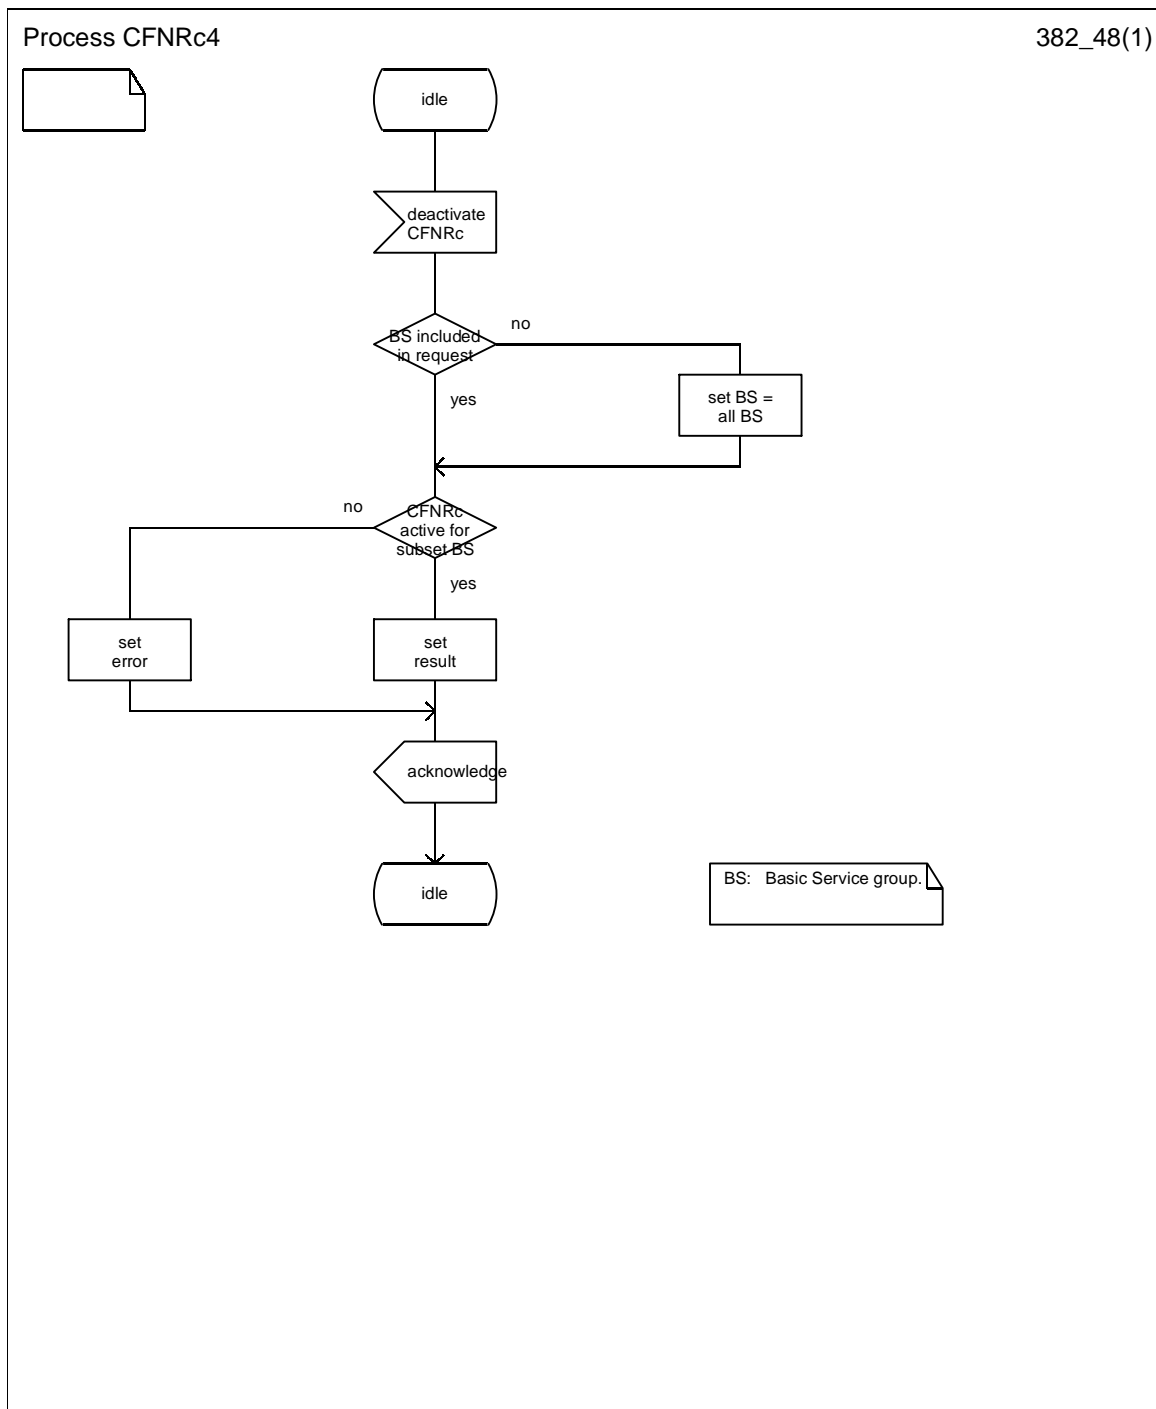 Process CFNRc4
382_48(1)
idle
deactivate
CFNRc
BS included
in request
no
yes
set BS =
all BS
no
CFNRc
active for
subset BS
yes
set
error
set
result
acknowledge
idle
BS: Basic Service group.